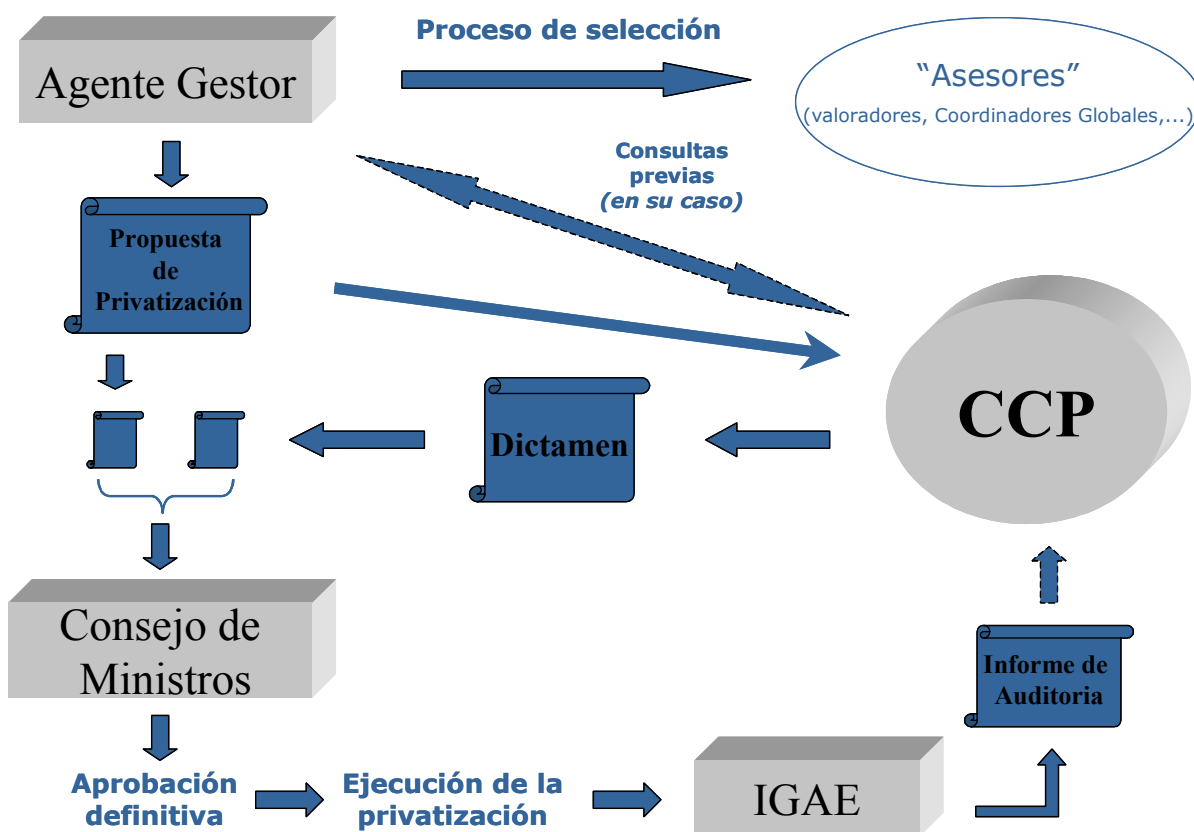 Proceso de selección
Agente Gestor
“Asesores”
(valoradores, Coordinadores Globales,...)
Consultas
previas
(en su caso)
Propuesta
de
Privatización
CCP
Dictamen
Consejo de
Ministros
Informe de
Auditoria
Aprobación
definitiva
Ejecución de la
privatización
IGAE